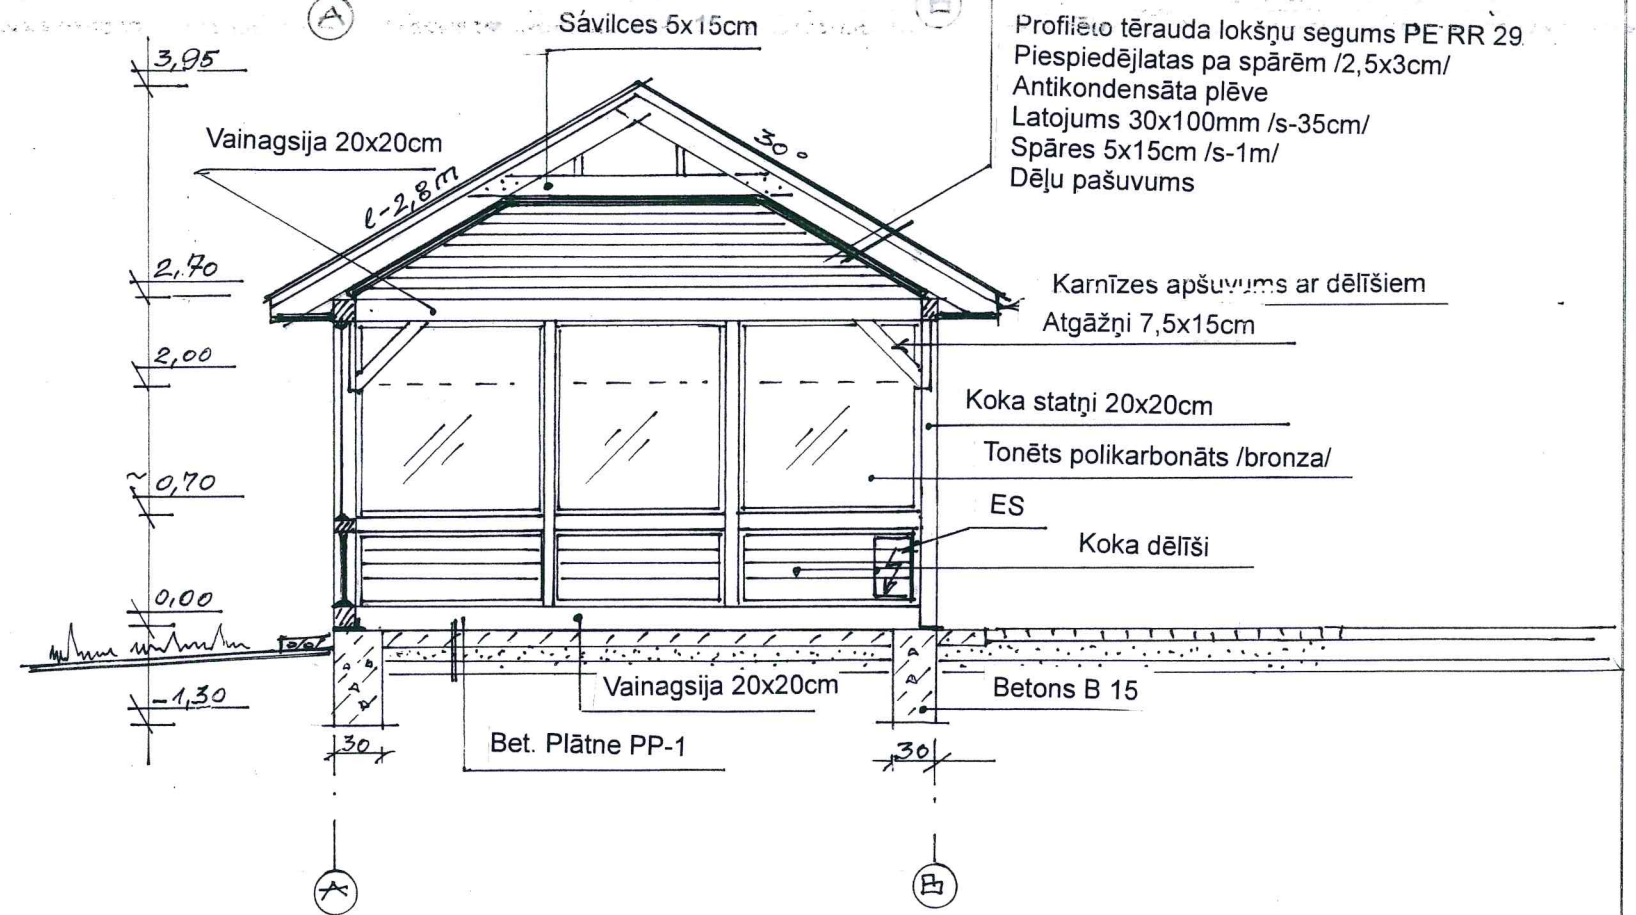 A
B
Sávilces 5x15cm
Profilēto tērauda lokšņu segums PE RR 29
Piespiedējlatas pa spārēm /2,5x3cm/
Antikondensāta plēve
Latojums 30x100mm /s-35cm/
Spāres 5x15cm /s-1m/
Dēļu pašuvums
3,95
Vainagsija 20x20cm
30°
l-2,8m
2,70
Karnīzes apšuvums ar dēlīšiem
Atgāžņi 7,5x15cm
2,00
Koka statņi 20x20cm
Tonēts polikarbonāts /bronza/
~0,70
ES
Koka dēlīši
0,00
-1,30
Vainagsija 20x20cm
Betons B 15
30
Bet. Plātne PP-1
30
A
B